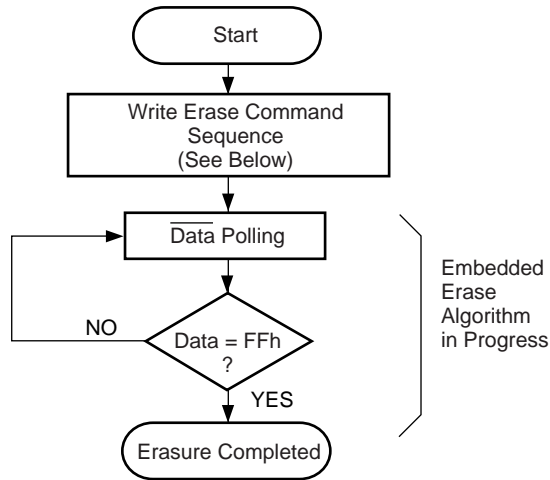 Start
Write Erase Command
Sequence
(See Below)
Data Polling
Embedded
Erase
Algorithm
in Progress
NO
Data = FFh
?
YES
Erasure Completed